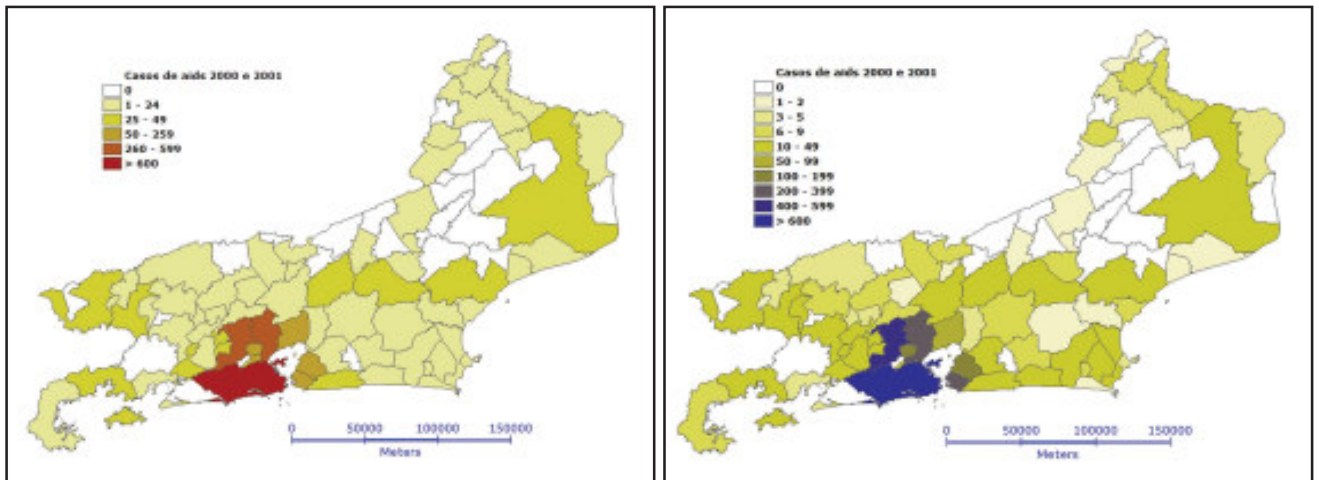 Casos de aids 2000 e 2001
0
1 - 24
25 - 49
50 - 259
260 - 599
> 600
0 50000 100000 150000
Meters
Casos de aids 2000 e 2001
0
1 - 2
3 - 5
6 - 9
10 - 49
50 - 99
100 - 199
200 - 399
400 - 599
> 600
0 50000 100000 150000
Meters